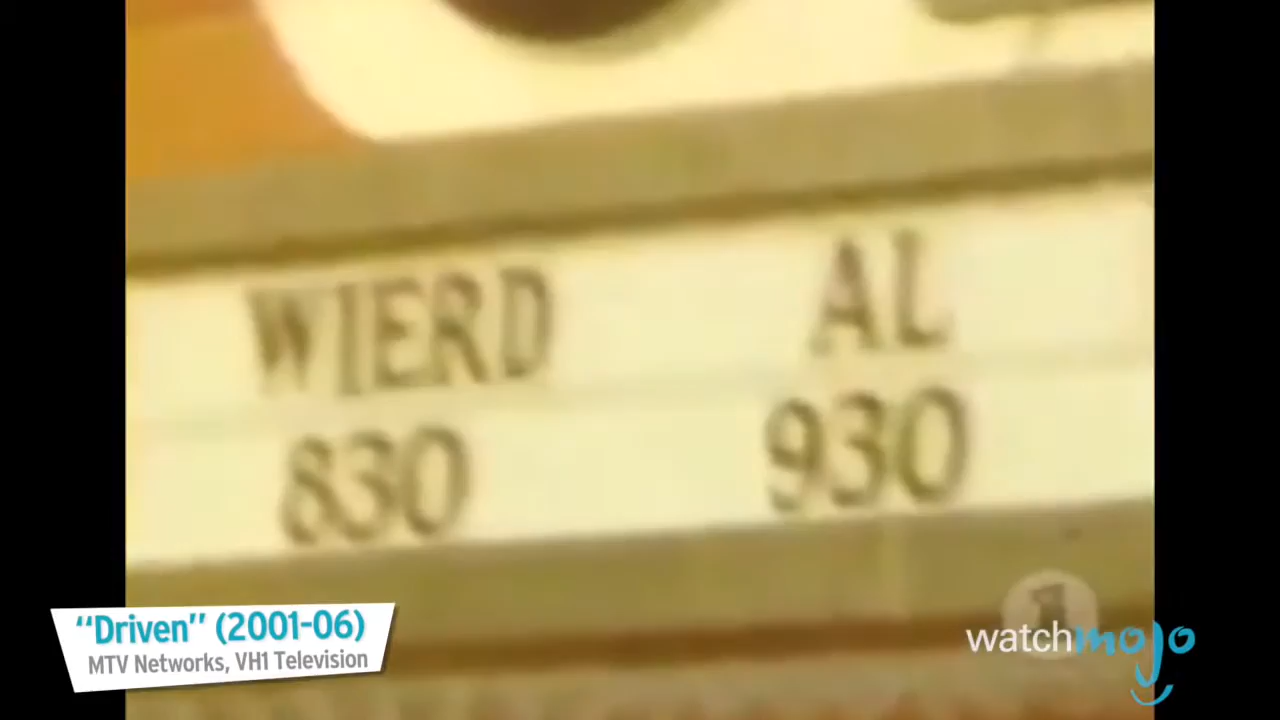 WIERD AL
830 930
“Driven” (2001-06)
MTV Networks, VH1 Television
watchmojo